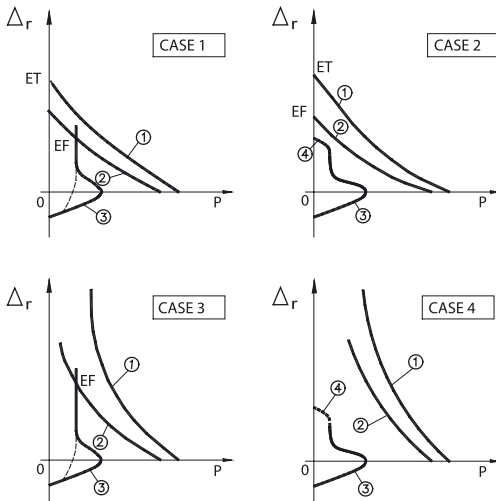 Δr
CASE 1
ET
①
EF
②
0
③
P
Δr
CASE 2
ET
①
EF
②
④
0
③
P
Δr
CASE 3
①
EF
②
0
③
P
Δr
CASE 4
①
④
②
0
③
P